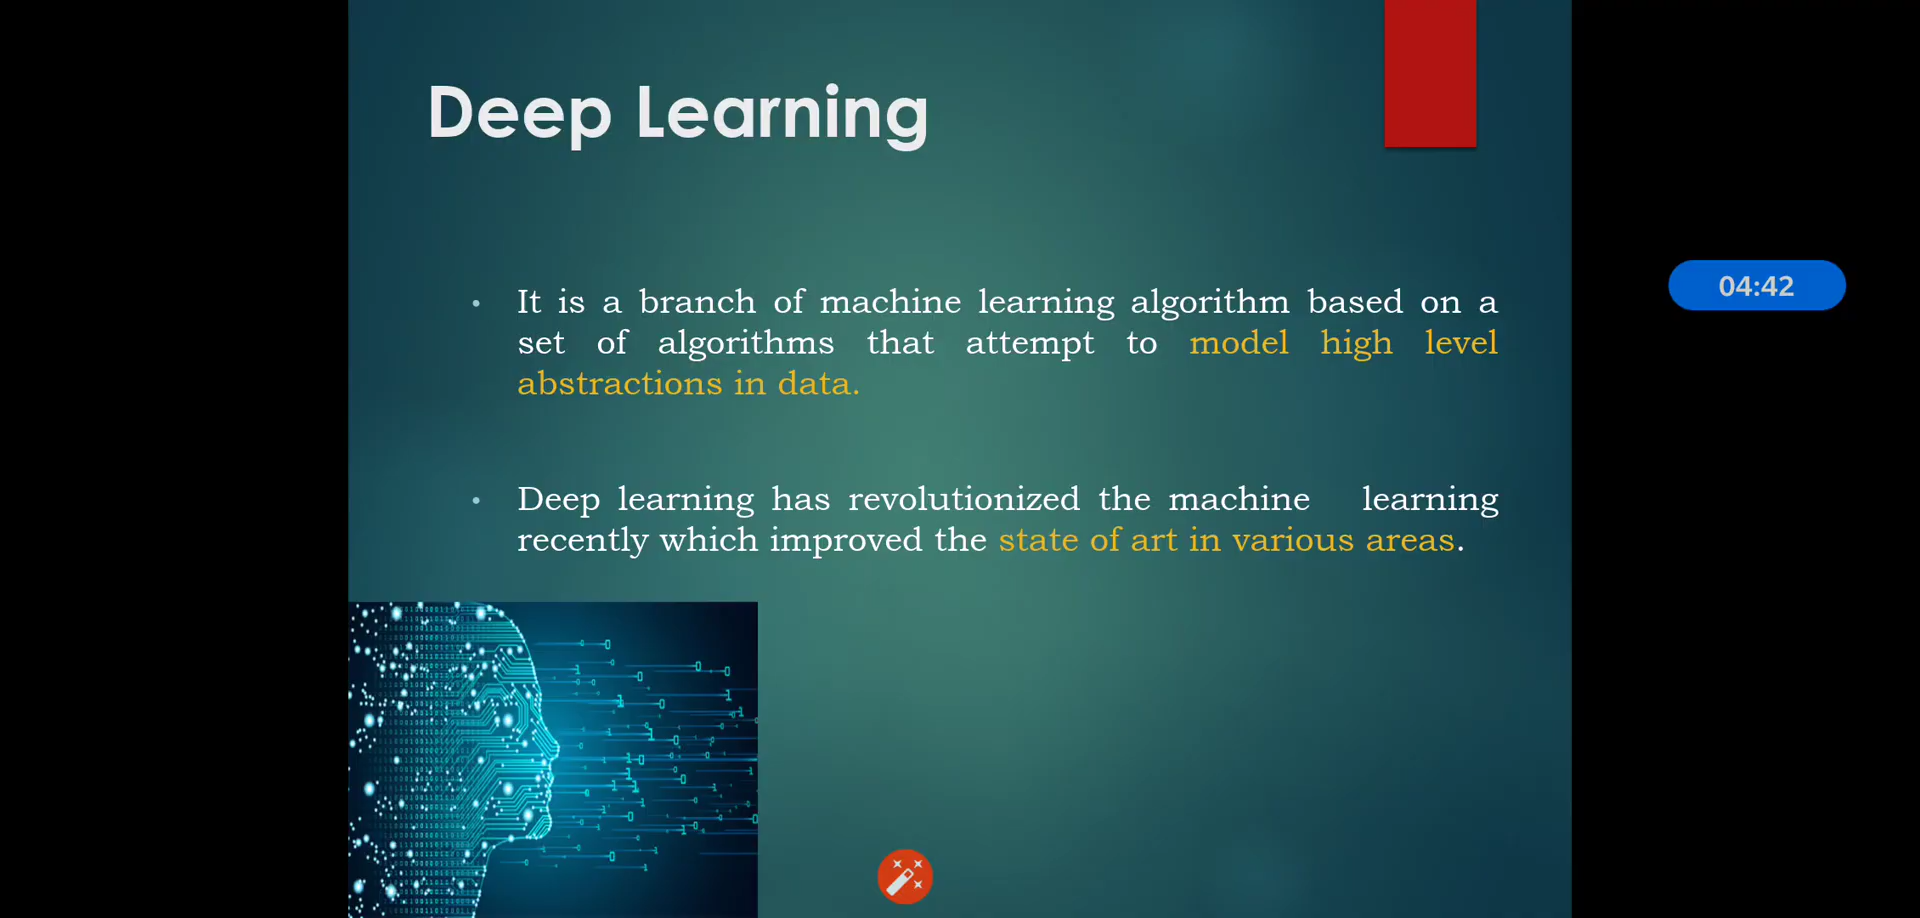 Deep Learning
It is a branch of machine learning algorithm based on a
set of algorithms that attempt to model high level
abstractions in data.
Deep learning has revolutionized the machine learning
recently which improved the state of art in various areas.
04:42